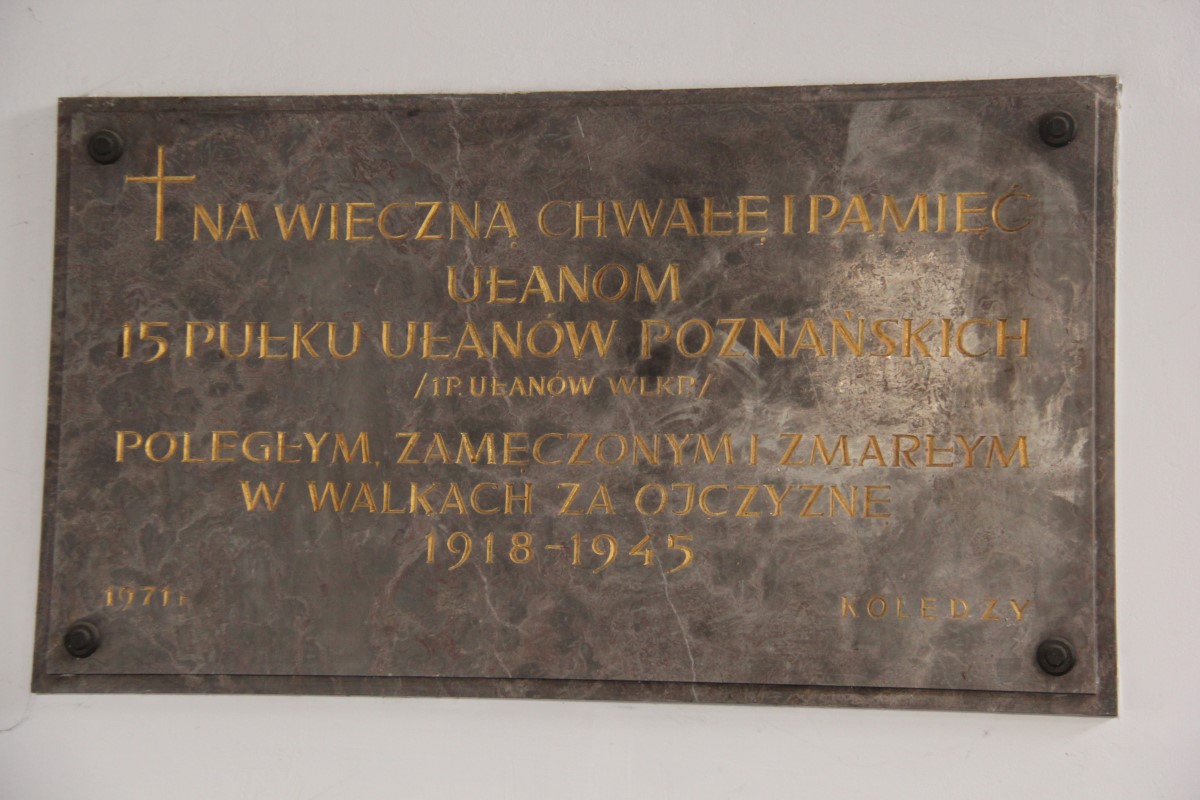 NA WIECZNĄ CHWAŁĘ I PAMIĘĆ
UŁANOM
15 PUŁKU UŁANÓW POZNAŃSKICH
/1 P. UŁANÓW WLKP./
POLEGŁYM, ZAMĘCZONYM I ZMARŁYM
W WALKACH ZA OJCZYZNE
1918-1945
1971 r.
KOLEDZY